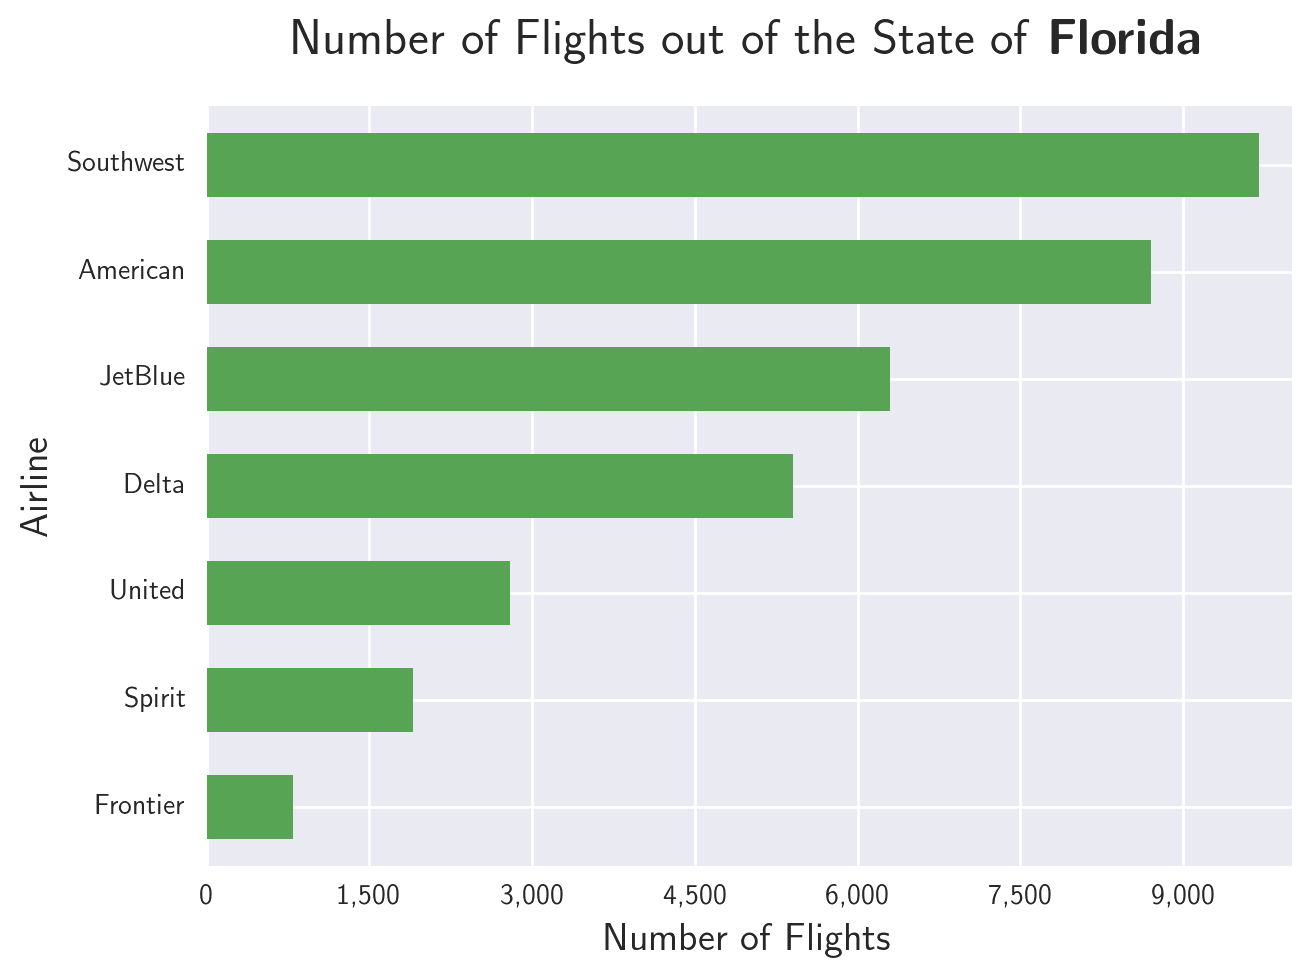 Number of Flights out of the State of Florida
Southwest
American
JetBlue
Delta
United
Spirit
Frontier
Airline
0 1,500 3,000 4,500 6,000 7,500 9,000
Number of Flights